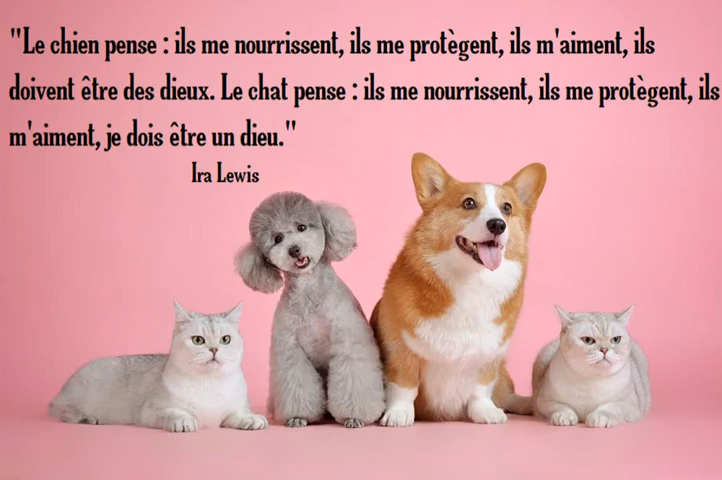 "Le chien pense : ils me nourrissent, ils me protègent, ils m'aiment, ils
doivent être des dieux. Le chat pense : ils me nourrissent, ils me protègent, ils
m'aiment, je dois être un dieu."
Ira Lewis